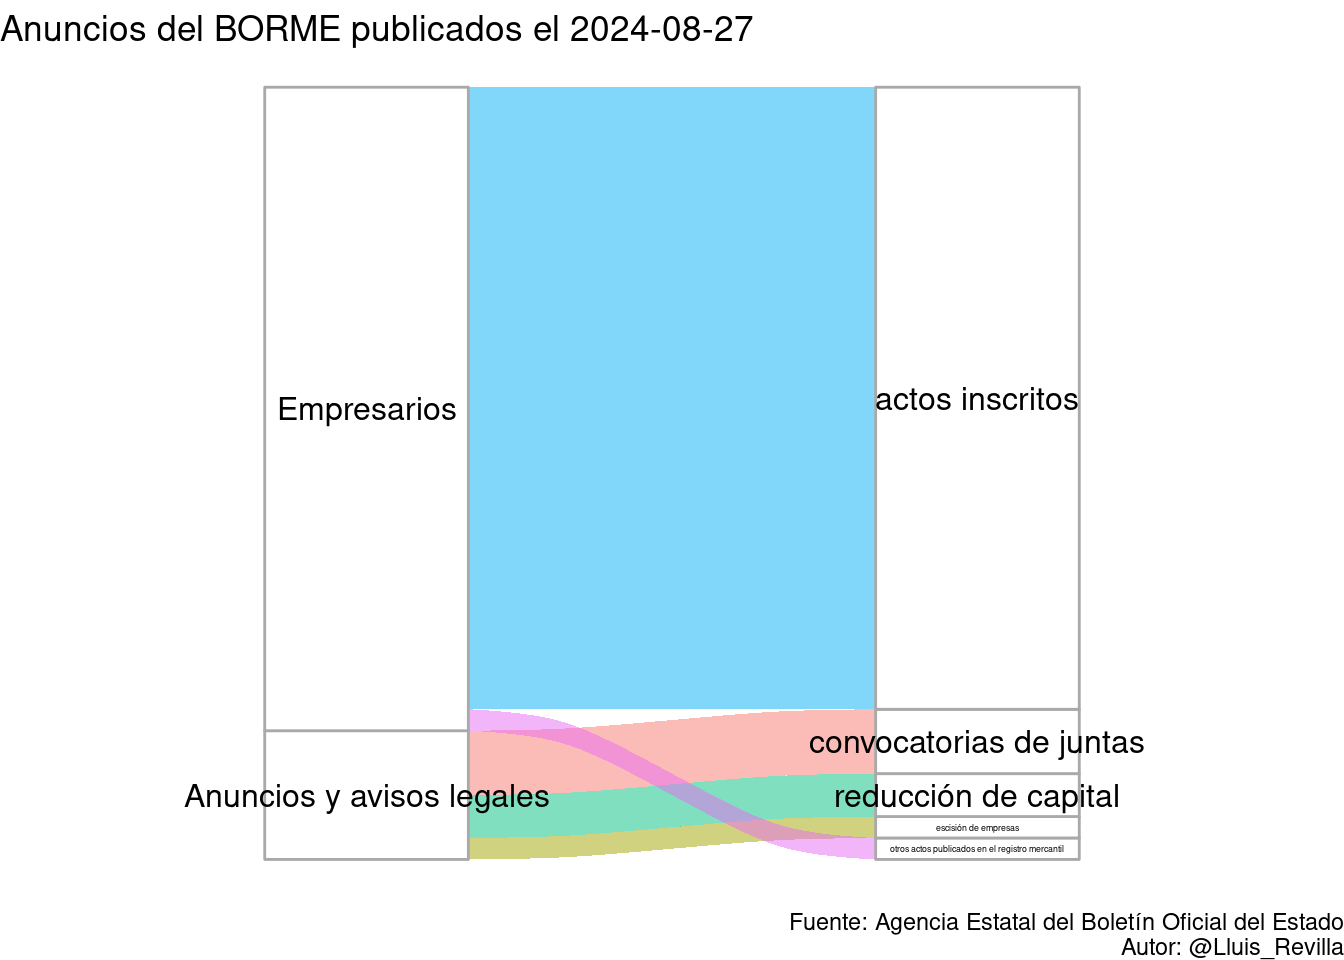 Anuncios del BORME publicados el 2024-08-27
Empresarios
actos inscritos
convocatorias de juntas
Anuncios y avisos legales
reducción de capital
escisión de empresas
otros actos publicados en el registro mercantil
Fuente: Agencia Estatal del Boletín Oficial del Estado
Autor: @Lluis_Revilla